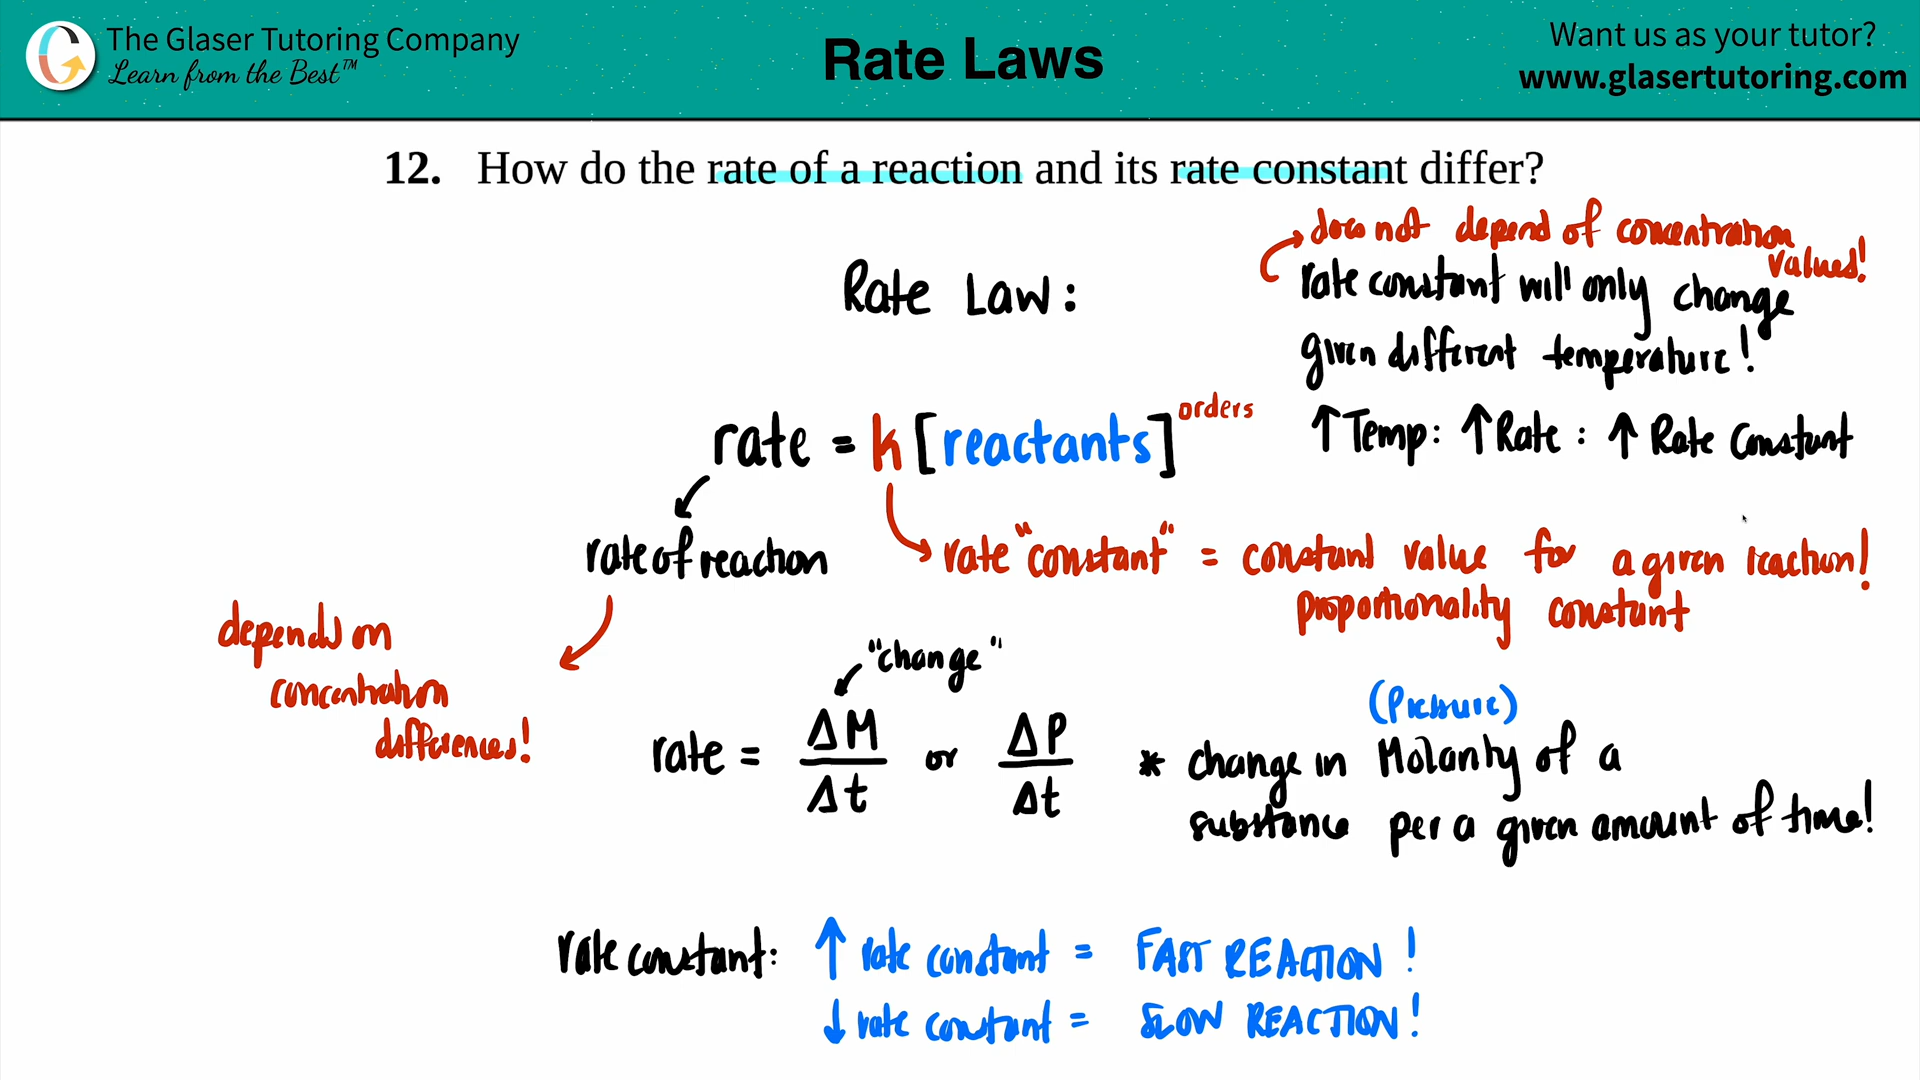 The Glaser Tutoring Company
Learn from the Best™
Rate Laws
Want us as your tutor?
www.glasertutoring.com
12. How do the rate of a reaction and its rate constant differ?
does not depend of concentration
values!
Rate Law:
rate constant will only change
given different temperature!
rate = k[reactants]^orders
↑Temp: ↑Rate: ↑ Rate Constant
rate of reaction
rate "constant" = constant value for a given reaction!
proportionality constant
depends on
concentration
differences!
"change"
rate = ΔM/Δt or ΔP/Δt
(Pressure)
* change in Molarity of a
substance per a given amount of time!
rate constant: ↑ rate constant = FAST REACTION!
↓ rate constant = SLOW REACTION!